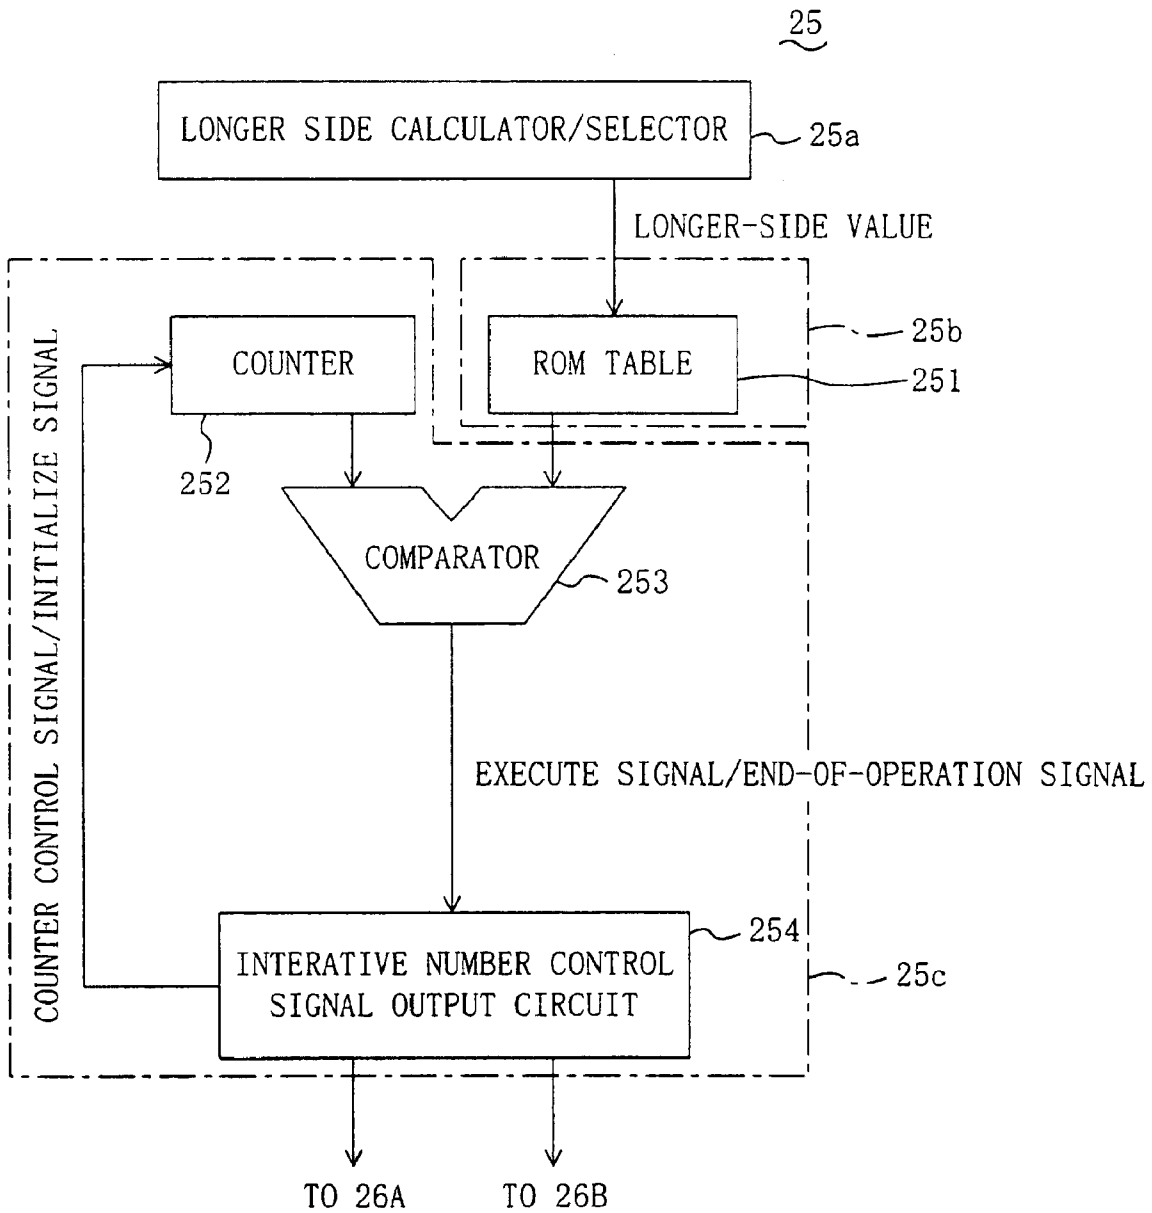 25
LONGER SIDE CALCULATOR/SELECTOR
25a
LONGER-SIDE VALUE
COUNTER
ROM TABLE
25b
251
252
COMPARATOR
253
COUNTER CONTROL SIGNAL/INITIALIZE SIGNAL
EXECUTE SIGNAL/END-OF-OPERATION SIGNAL
254
INTERATIVE NUMBER CONTROL
SIGNAL OUTPUT CIRCUIT
25c
TO 26A
TO 26B